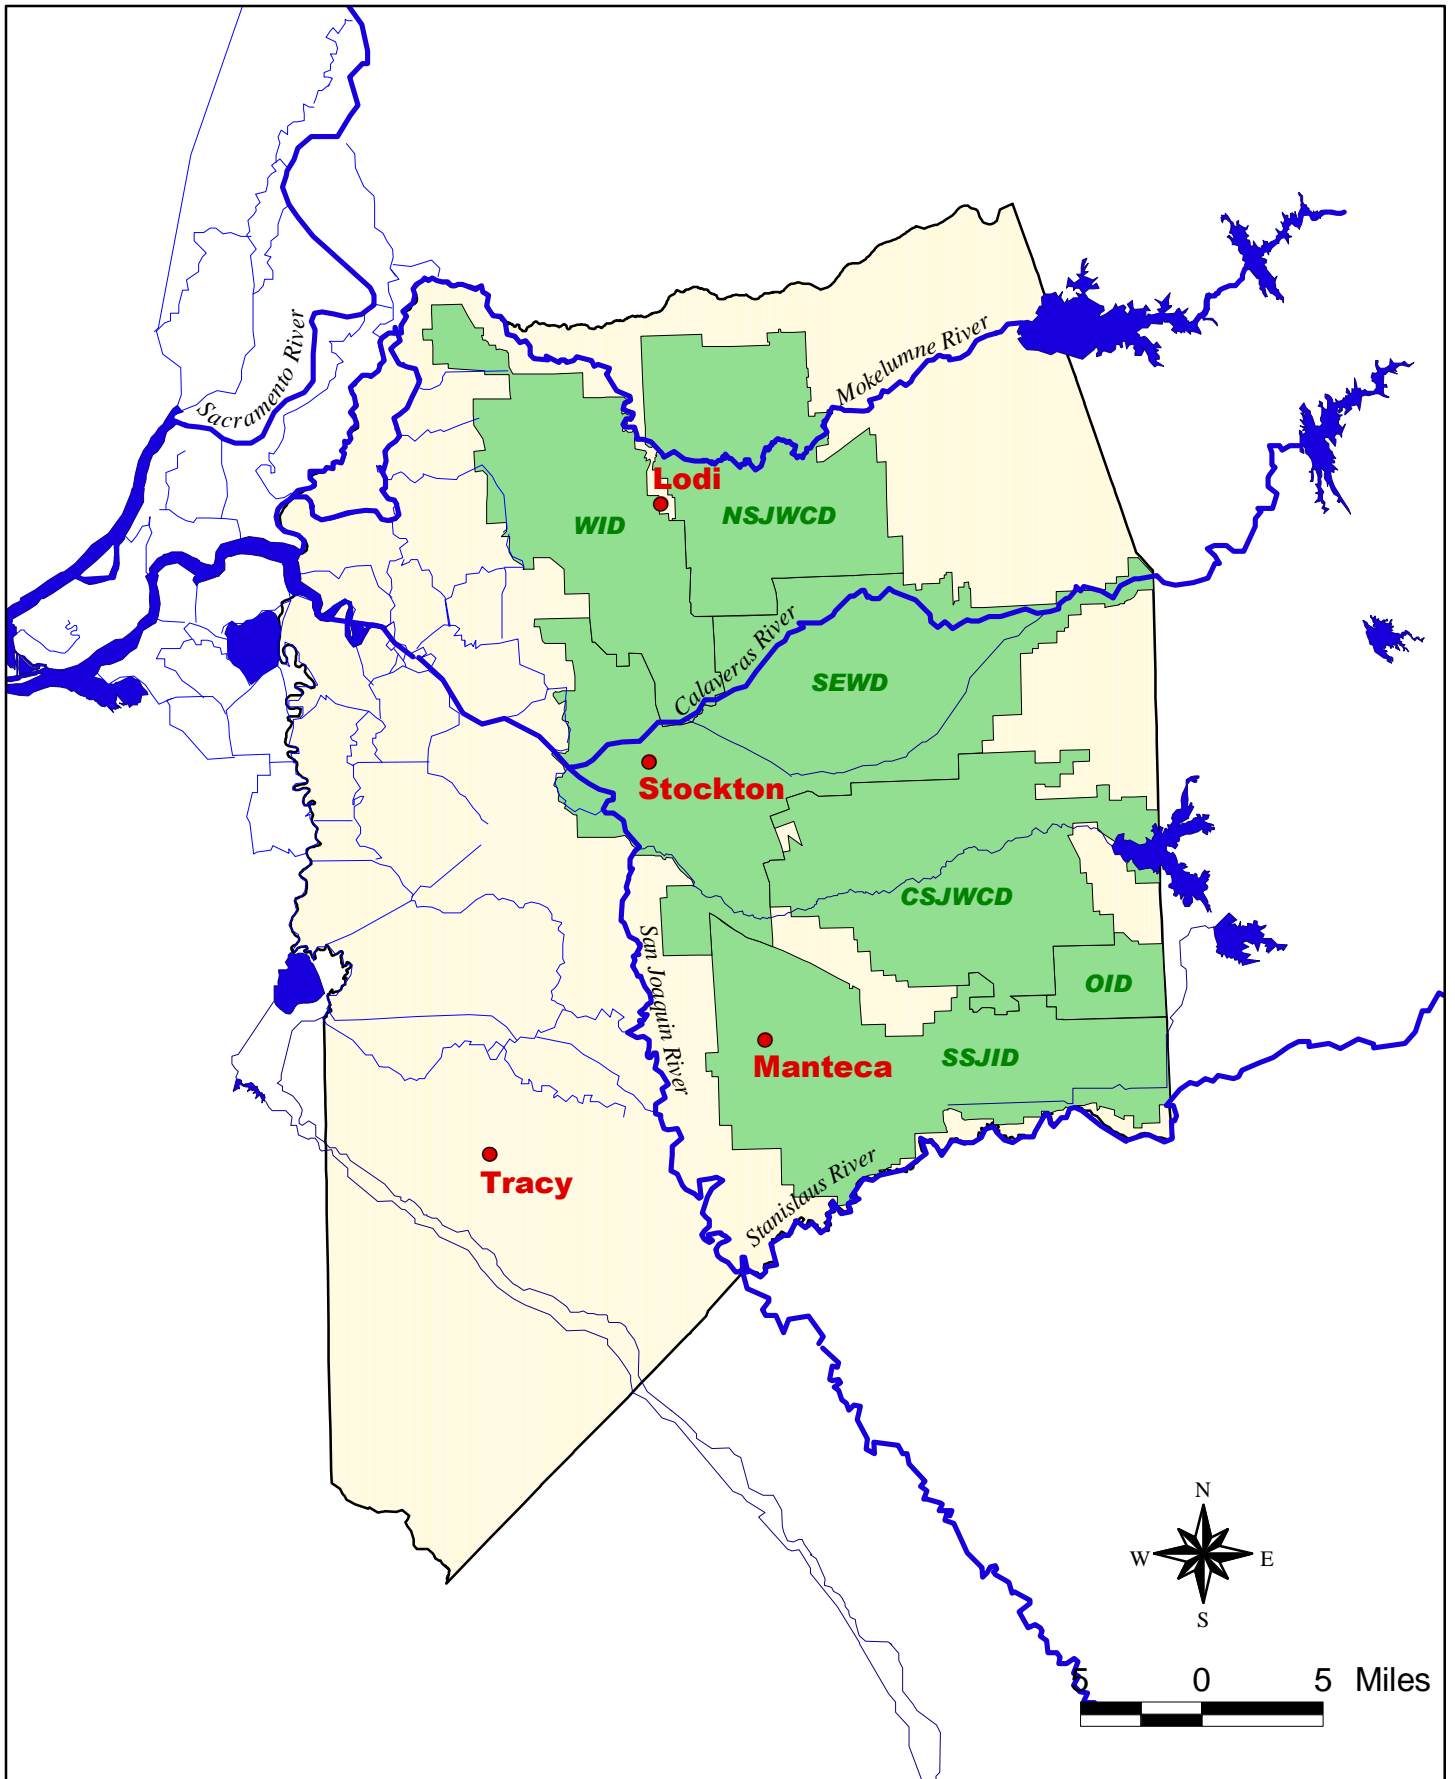 Sacramento River
Mokelumne River
Lodi
WID
NSJWCD
Calaveras River
SEWD
Stockton
CSJWCD
San Joaquin River
OID
SSJID
Manteca
Tracy
Stanislaus River
N
W
E
S
5 0 5 Miles